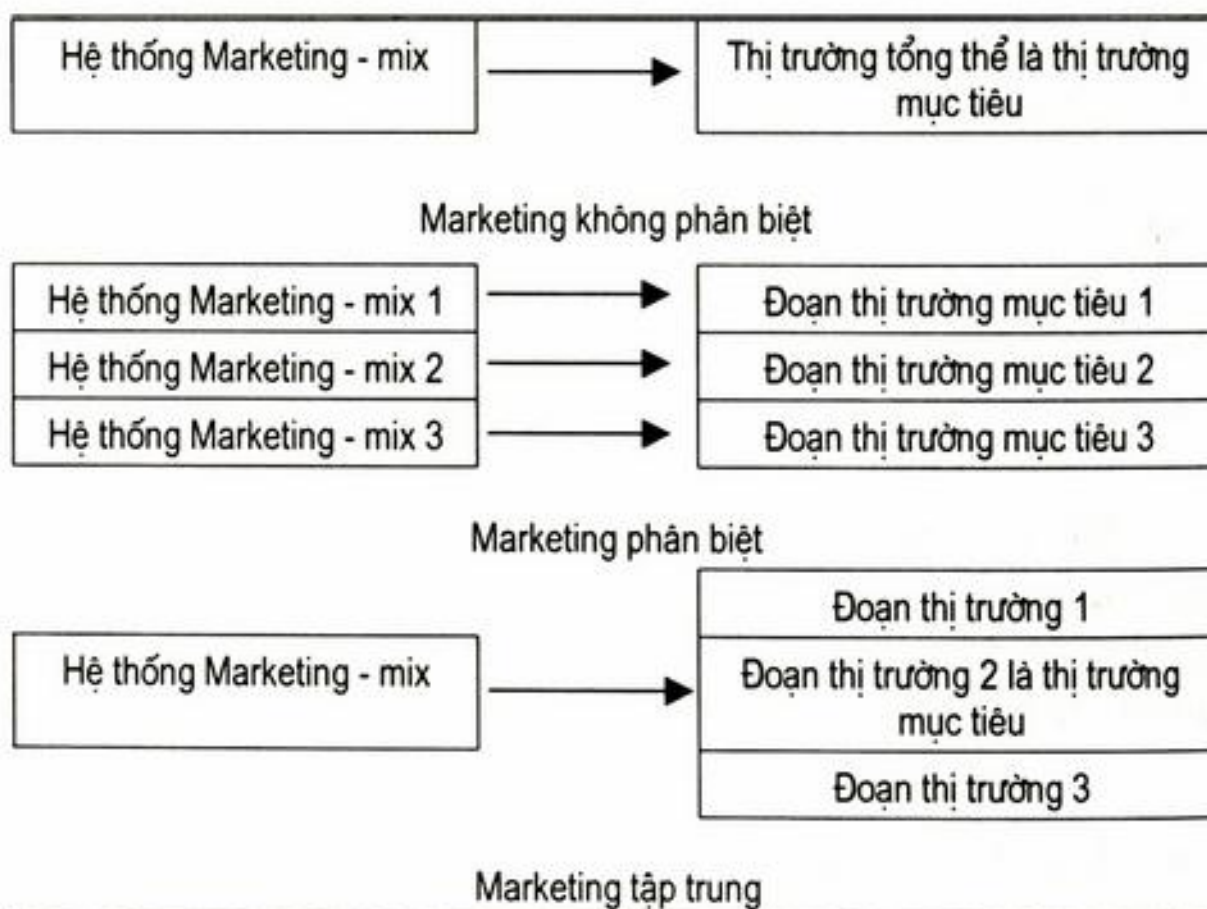 Hệ thống Marketing - mix
Thị trường tổng thể là thị trường
mục tiêu
Marketing không phân biệt
Hệ thống Marketing - mix 1
Đoạn thị trường mục tiêu 1
Hệ thống Marketing - mix 2
Đoạn thị trường mục tiêu 2
Hệ thống Marketing - mix 3
Đoạn thị trường mục tiêu 3
Marketing phân biệt
Đoạn thị trường 1
Hệ thống Marketing - mix
Đoạn thị trường 2 là thị trường
mục tiêu
Đoạn thị trường 3
Marketing tập trung